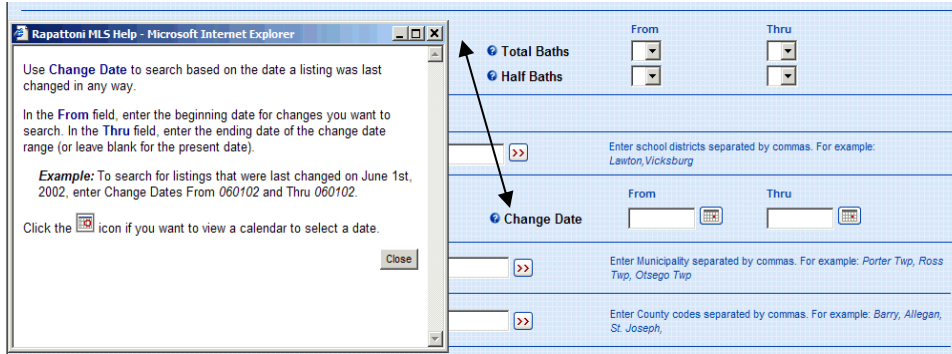 Rapattoni MLS Help - Microsoft Internet Explorer
Use Change Date to search based on the date a listing was last
changed in any way.
In the From field, enter the beginning date for changes you want to
search. In the Thru field, enter the ending date of the change date
range (or leave blank for the present date).
Example: To search for listings that were last changed on June 1st,
2002, enter Change Dates From 060102 and Thru 060102.
Click the icon if you want to view a calendar to select a date.
Close
From Thru
Total Baths
Half Baths
Enter school districts separated by commas. For example:
Lawton,Vicksburg
From Thru
Change Date
Enter Municipality separated by commas. For example: Porter Twp, Ross
Twp, Otsego Twp
Enter County codes separated by commas. For example: Barry, Allegan,
St. Joseph,